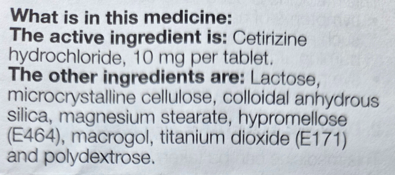 What is in this medicine:
The active ingredient is: Cetirizine
hydrochloride, 10 mg per tablet.
The other ingredients are: Lactose,
microcrystalline cellulose, colloidal anhydrous
silica, magnesium stearate, hypromellose
(E464), macrogol, titanium dioxide (E171)
and polydextrose.